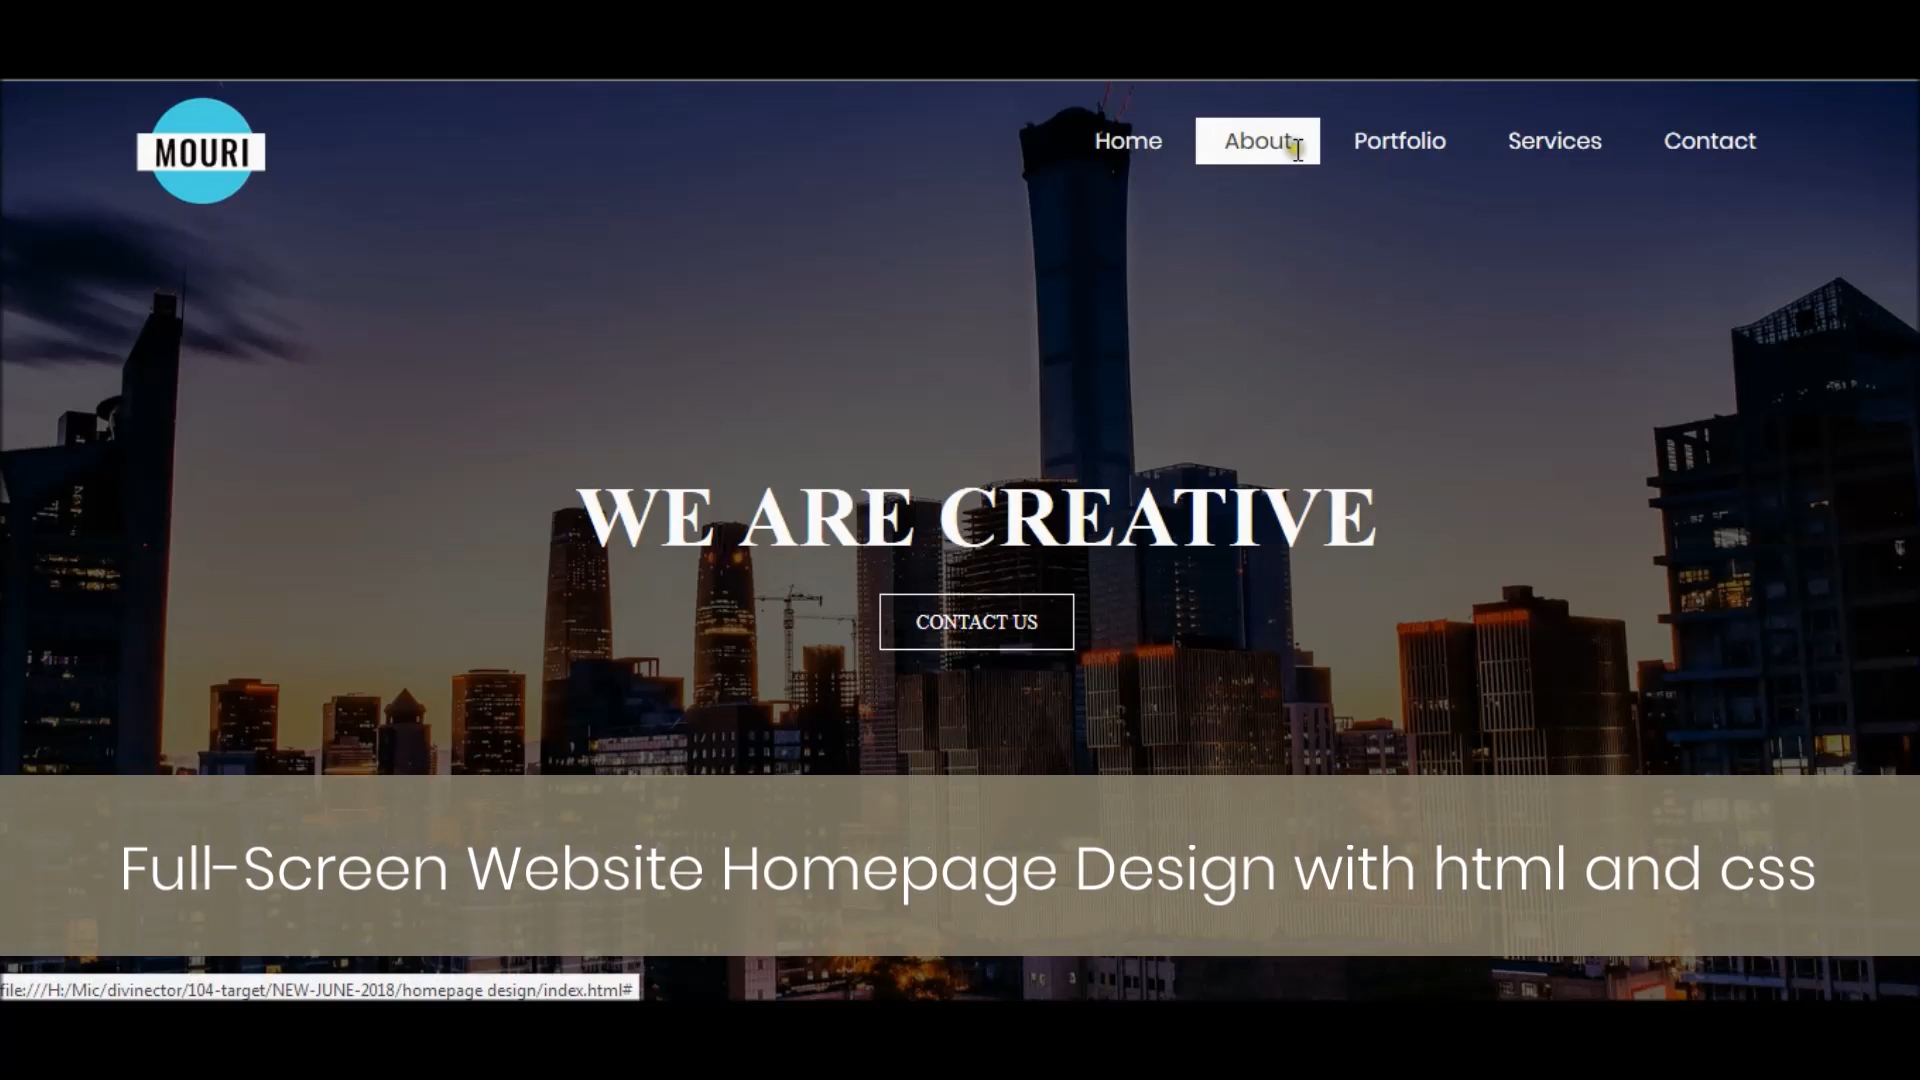 MOURI
Home About Portfolio Services Contact
WE ARE CREATIVE
CONTACT US
Full-Screen Website Homepage Design with html and css
file:///H:/Mic/divinector/104-target/NEW-JUNE-2018/homepage design/index.html#